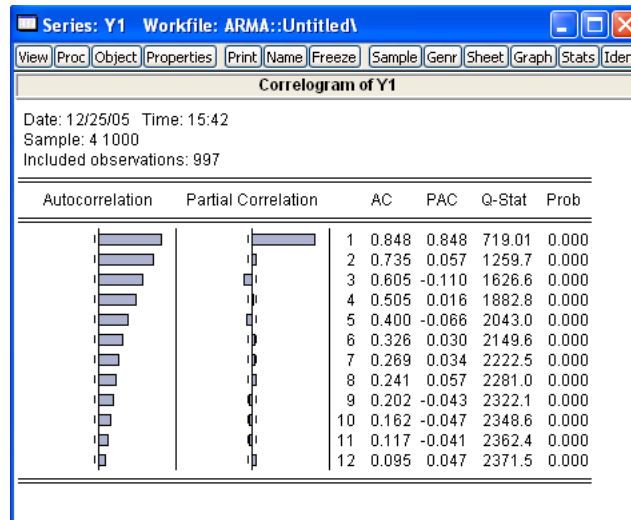 Series: Y1 Workfile: ARMA::Untitled\
View Proc Object Properties Print Name Freeze Sample Genr Sheet Graph Stats Iden
Correlogram of Y1
Date: 12/25/05 Time: 15:42
Sample: 4 1000
Included observations: 997
Autocorrelation Partial Correlation AC PAC Q-Stat Prob
1 0.848 0.848 719.01 0.000
2 0.735 0.057 1259.7 0.000
3 0.605 -0.110 1626.6 0.000
4 0.505 0.016 1882.8 0.000
5 0.400 -0.066 2043.0 0.000
6 0.326 0.030 2149.6 0.000
7 0.269 0.034 2222.5 0.000
8 0.241 0.057 2281.0 0.000
9 0.202 -0.043 2322.1 0.000
10 0.162 -0.047 2348.6 0.000
11 0.117 -0.041 2362.4 0.000
12 0.095 0.047 2371.5 0.000